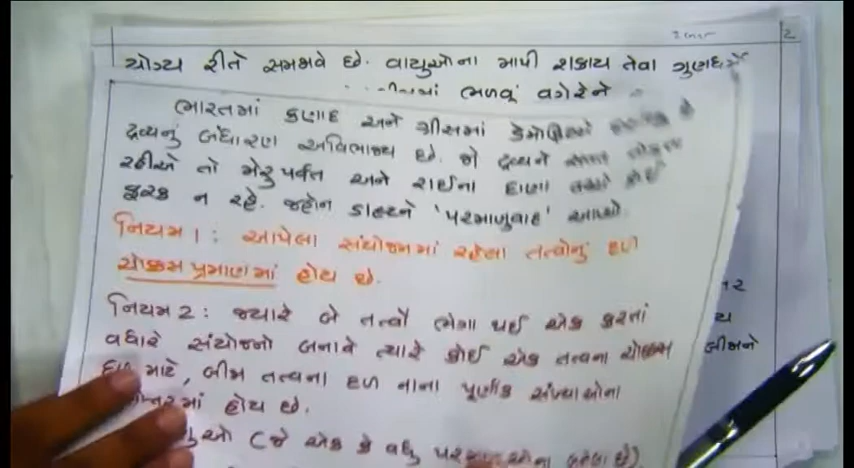 યોગ્ય રીતે સમજાવે છે. વાયુઓના માપી શકાય તેવા ગુણધર્મ
ભળવું વગેરેને
ભારતમાં કણાદ અને ગ્રીસમાં
દ્રવ્યનું બંધારણ અવિભાજ્ય છે. જો દ્રવ્યને
રહીએ તો મેરુ પર્વત અને રાઈના દાણા
ફરક ન રહે. જ્હોન ડાલ્ટને 'પરમાણુવાદ' આપ્યો
નિયમ 1 : આપેલા સંયોજનમાં રહેલા તત્વોનું દળ
ચોક્કસ પ્રમાણમાં હોય છે.
12
નિયમ 2 : જ્યારે બે તત્વો ભેગા થઈ એક કરતાં
ય
વધારે સંયોજનો બનાવે ત્યારે કોઈ એક તત્વના ચોક્કસ
બીજાને
દળ માટે, બીજા તત્વના દળ નાના પૂર્ણાંક સંખ્યાઓના
હોય છે.
(જે એક કે વધુ